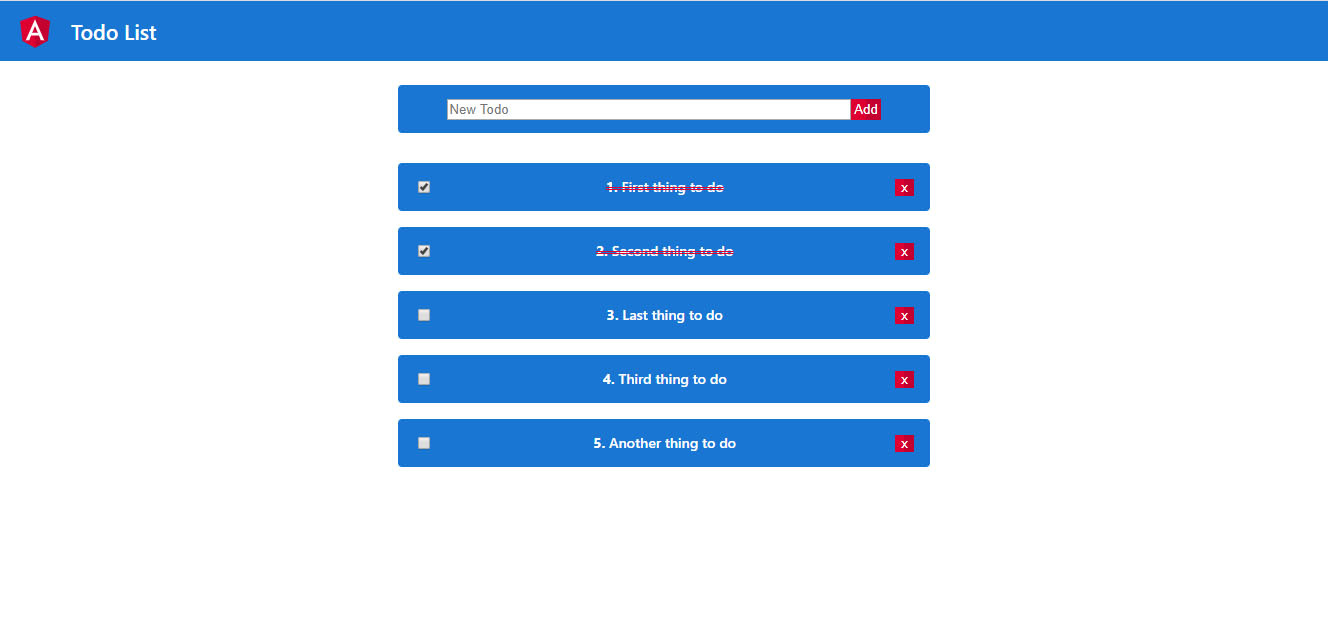 Todo List
New Todo Add
1. First thing to do x
2. Second thing to do x
3. Last thing to do x
4. Third thing to do x
5. Another thing to do x